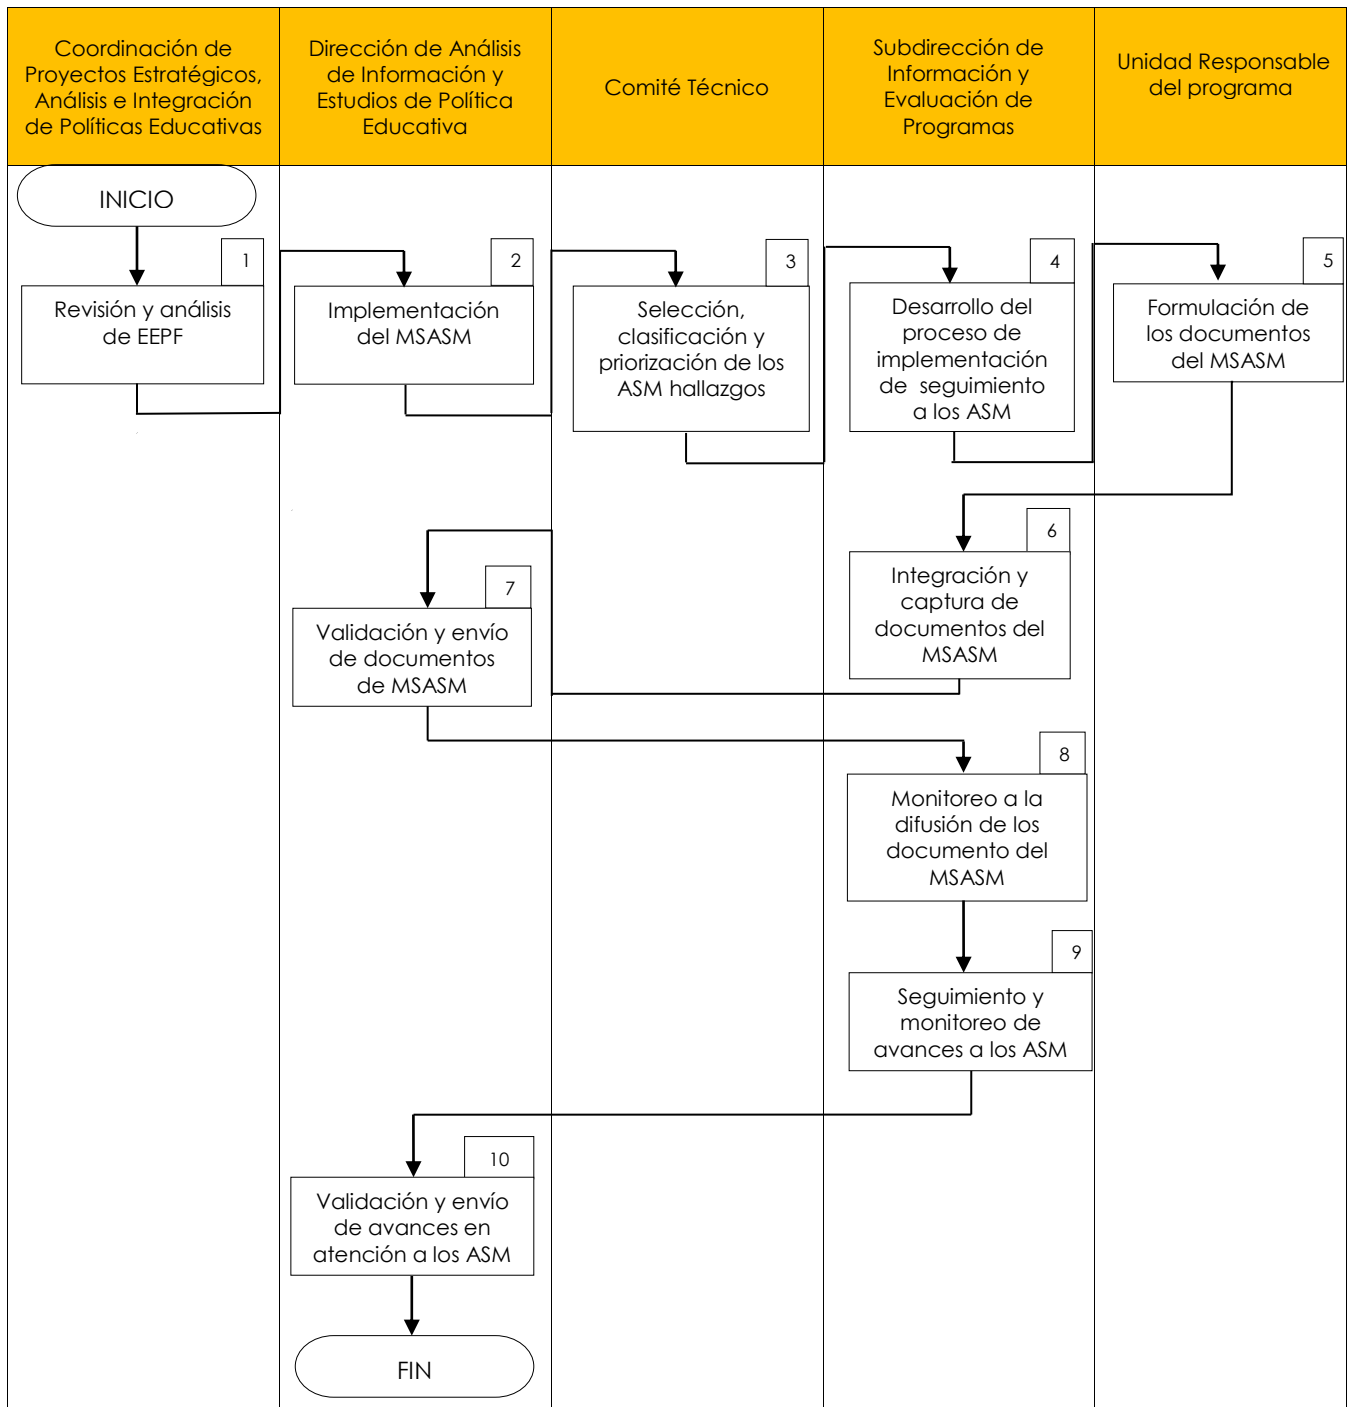 Coordinación de
Proyectos Estratégicos,
Análisis e Integración
de Políticas Educativas
Dirección de Análisis
de Información y
Estudios de Política
Educativa
Comité Técnico
Subdirección de
Información y
Evaluación de
Programas
Unidad Responsable
del programa
INICIO
1
Revisión y análisis
de EEPF
2
Implementación
del MSASM
3
Selección,
clasificación y
priorización de los
ASM hallazgos
4
Desarrollo del
proceso de
implementación
de seguimiento
a los ASM
5
Formulación de
los documentos
del MSASM
6
Integración y
captura de
documentos del
MSASM
7
Validación y envío
de documentos
de MSASM
8
Monitoreo a la
difusión de los
documento del
MSASM
9
Seguimiento y
monitoreo de
avances a los ASM
10
Validación y envío
de avances en
atención a los ASM
FIN